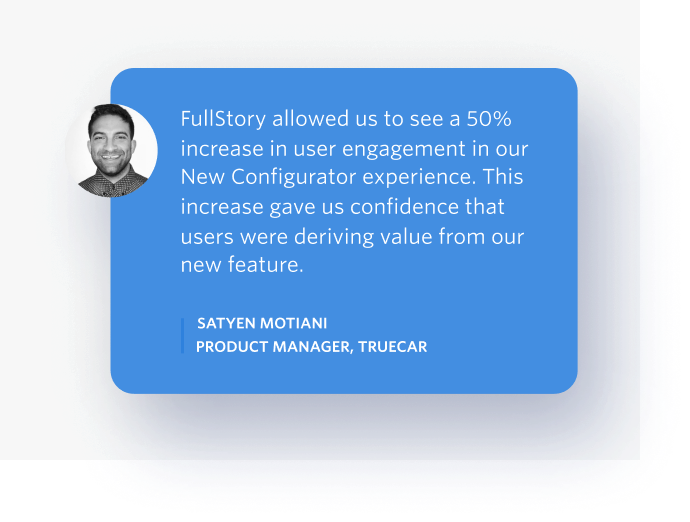 FullStory allowed us to see a 50%
increase in user engagement in our
New Configurator experience. This
increase gave us confidence that
users were deriving value from our
new feature.
SATYEN MOTIANI
PRODUCT MANAGER, TRUECAR